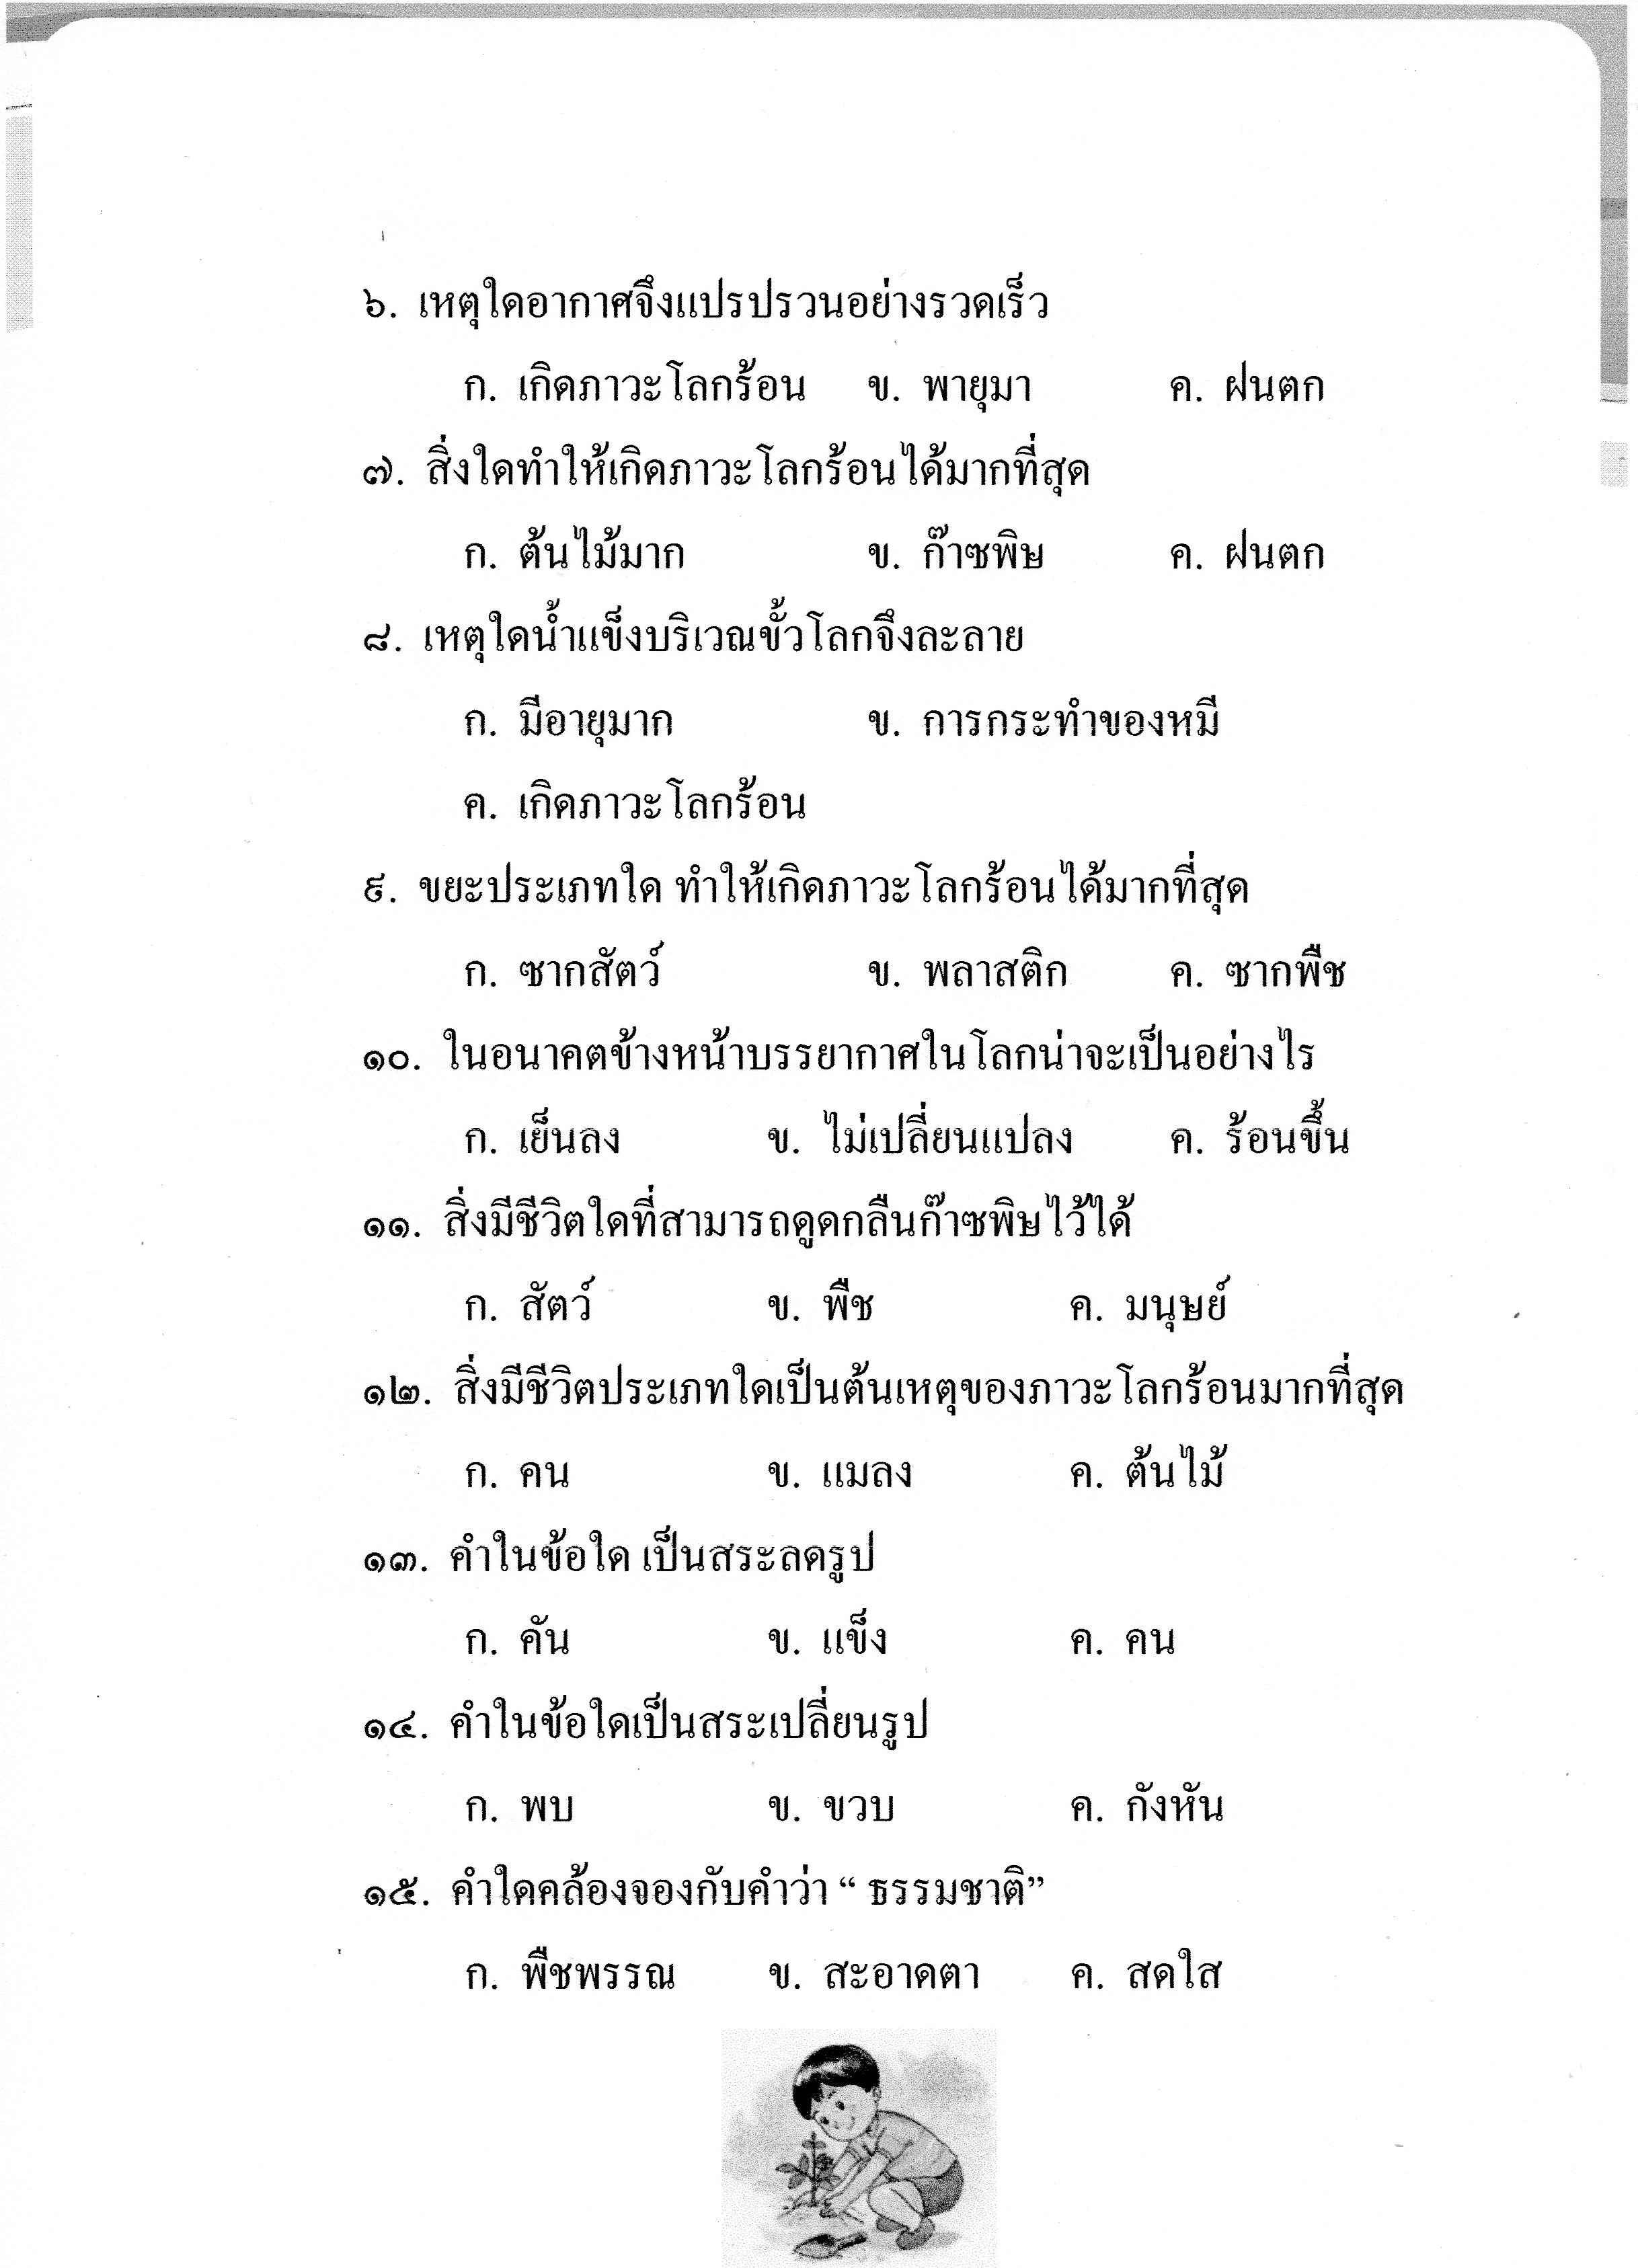 ๖. เหตุใดอากาศจึงแปรปรวนอย่างรวดเร็ว
ก. เกิดภาวะโลกร้อน ข. พายุมา ค. ฝนตก
๗. สิ่งใดทำให้เกิดภาวะโลกร้อนได้มากที่สุด
ก. ต้นไม้มาก ข. ก๊าซพิษ ค. ฝนตก
๘. เหตุใดน้ำแข็งบริเวณขั้วโลกจึงละลาย
ก. มีอายุมาก ข. การกระทำของหมี
ค. เกิดภาวะโลกร้อน
๙. ขยะประเภทใด ทำให้เกิดภาวะโลกร้อนได้มากที่สุด
ก. ซากสัตว์ ข. พลาสติก ค. ซากพืช
๑๐. ในอนาคตข้างหน้าบรรยากาศในโลกน่าจะเป็นอย่างไร
ก. เย็นลง ข. ไม่เปลี่ยนแปลง ค. ร้อนขึ้น
๑๑. สิ่งมีชีวิตใดที่สามารถดูดกลืนก๊าซพิษไว้ได้
ก. สัตว์ ข. พืช ค. มนุษย์
๑๒. สิ่งมีชีวิตประเภทใดเป็นต้นเหตุของภาวะโลกร้อนมากที่สุด
ก. คน ข. แมลง ค. ต้นไม้
๑๓. คำในข้อใด เป็นสระลดรูป
ก. คัน ข. แข็ง ค. คน
๑๔. คำในข้อใดเป็นสระเปลี่ยนรูป
ก. พบ ข. ขวบ ค. กังหัน
๑๕. คำใดคล้องจองกับคำว่า “ ธรรมชาติ”
ก. พืชพรรณ ข. สะอาดตา ค. สดใส